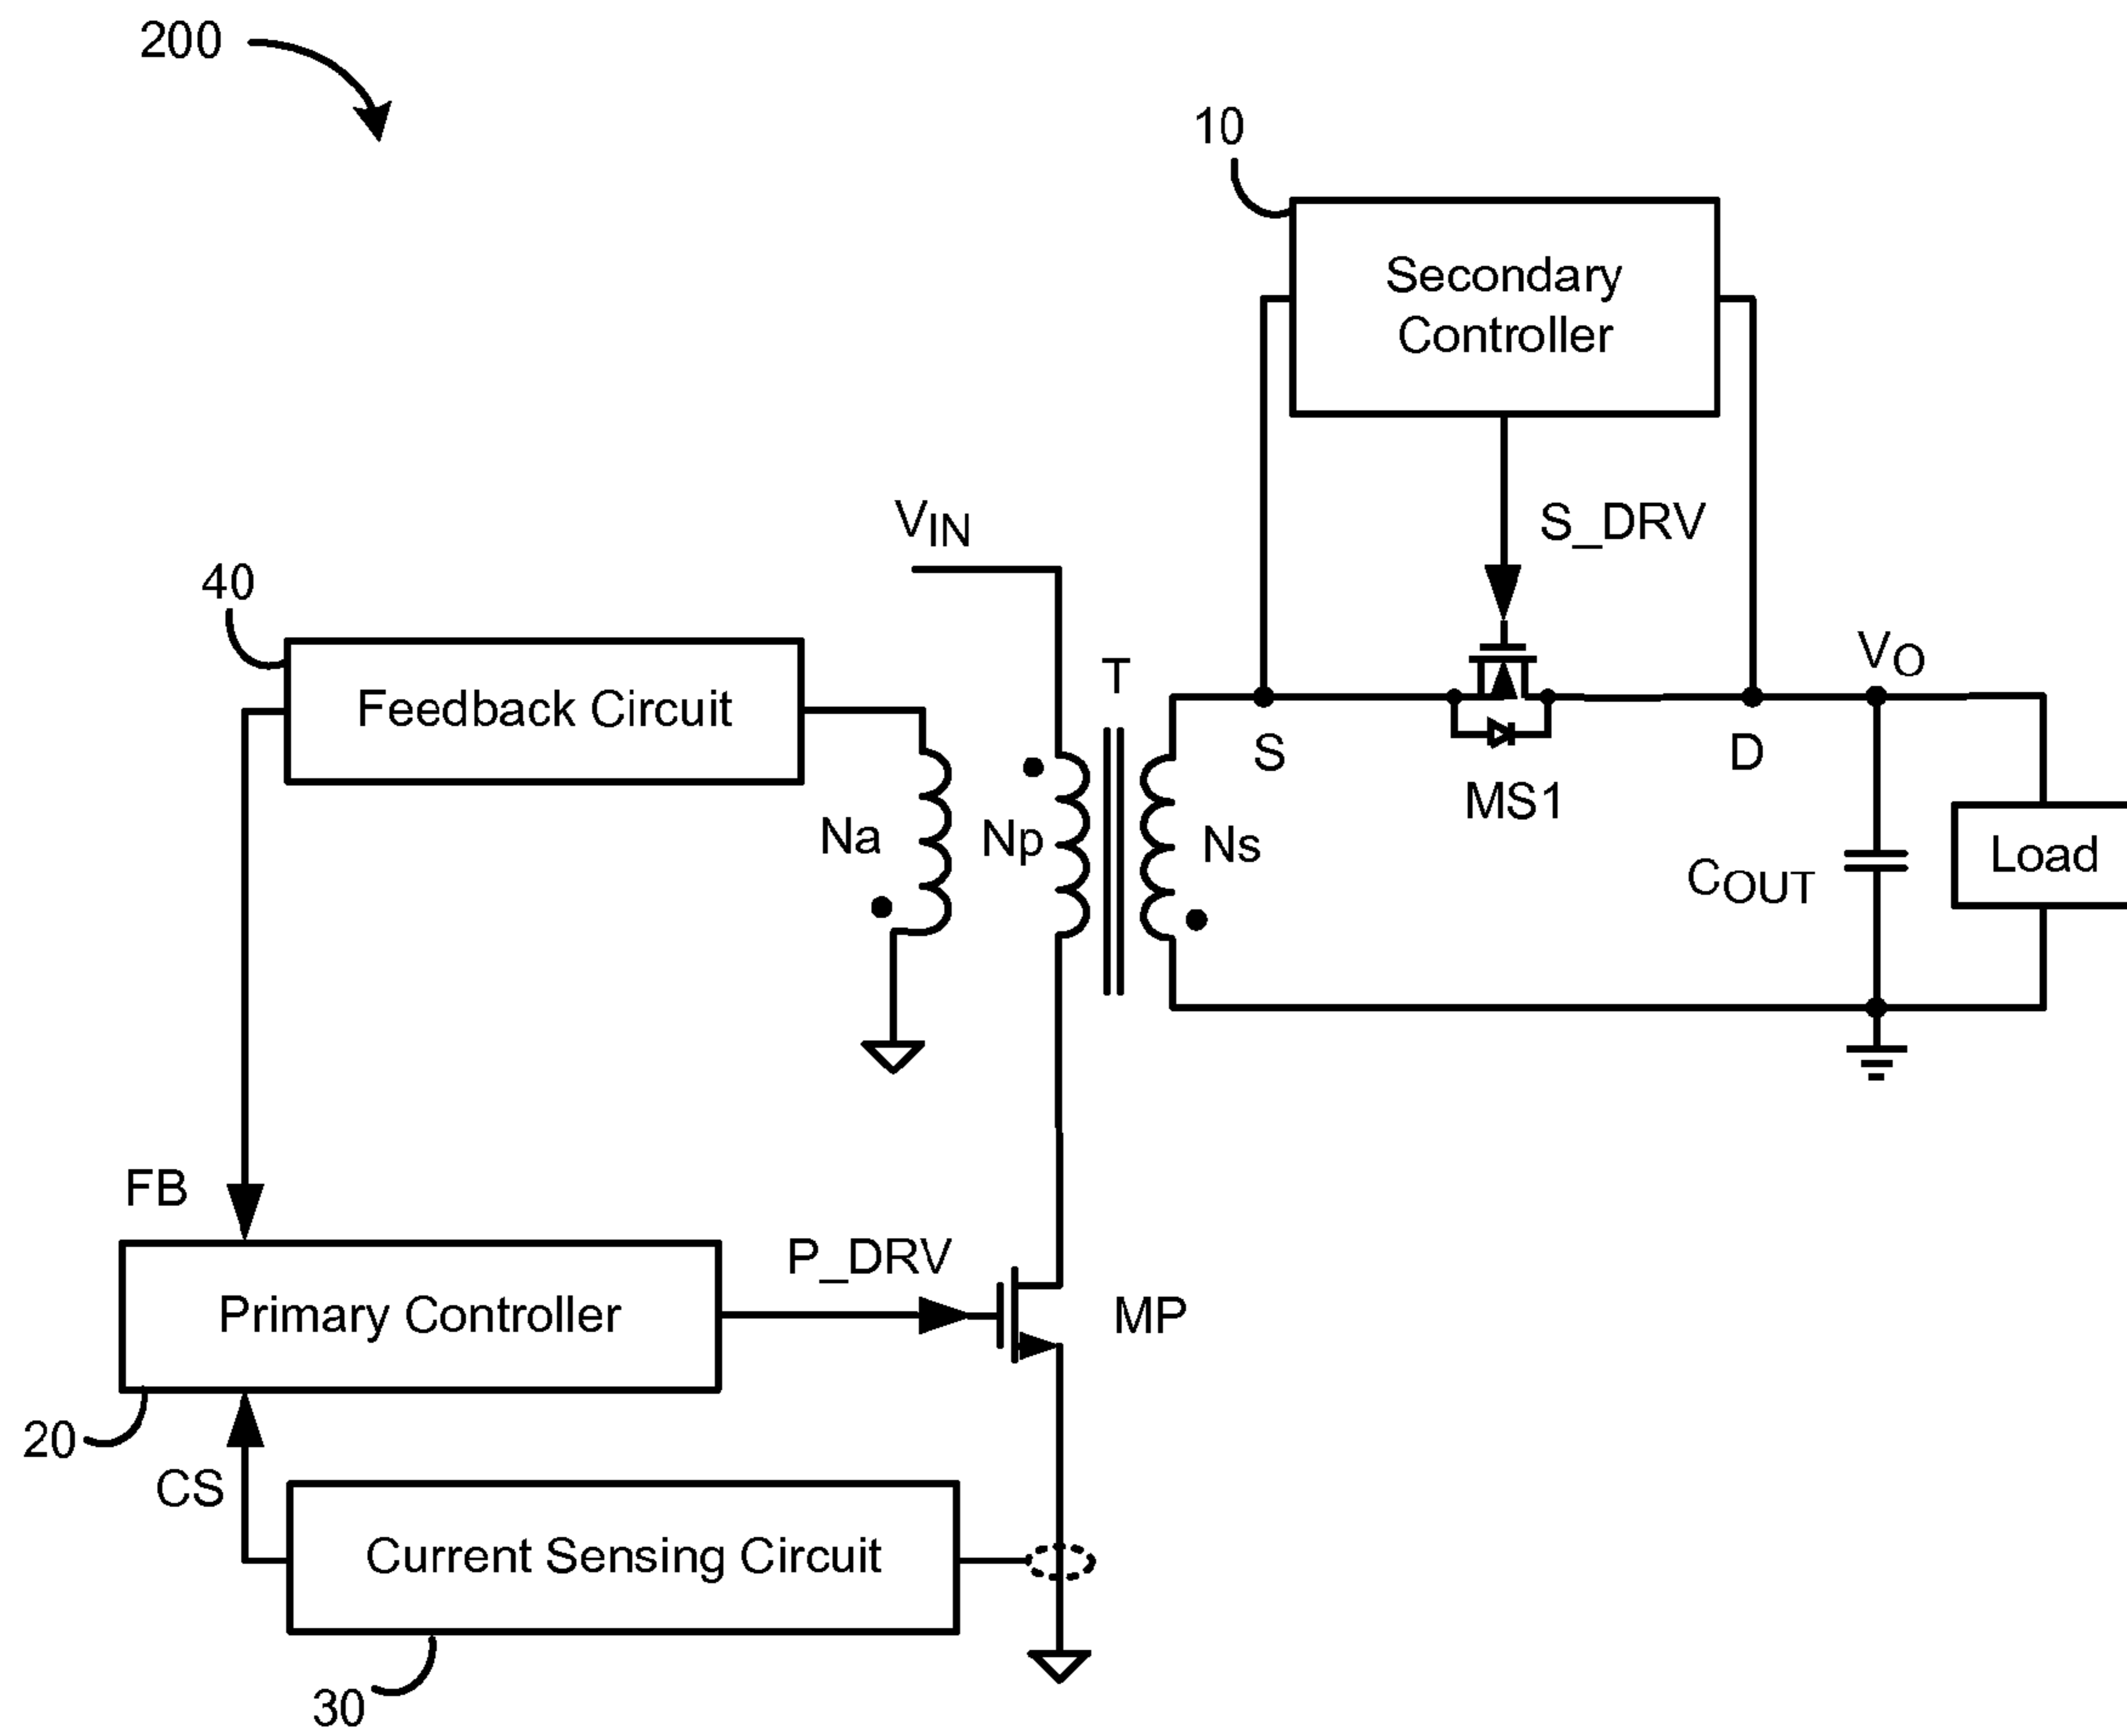 200
10
Secondary
Controller
S_DRV
VIN
40
Feedback Circuit
T
VO
S
D
MS1
Na
Np
Ns
COUT
Load
FB
P_DRV
Primary Controller
MP
20
CS
Current Sensing Circuit
30